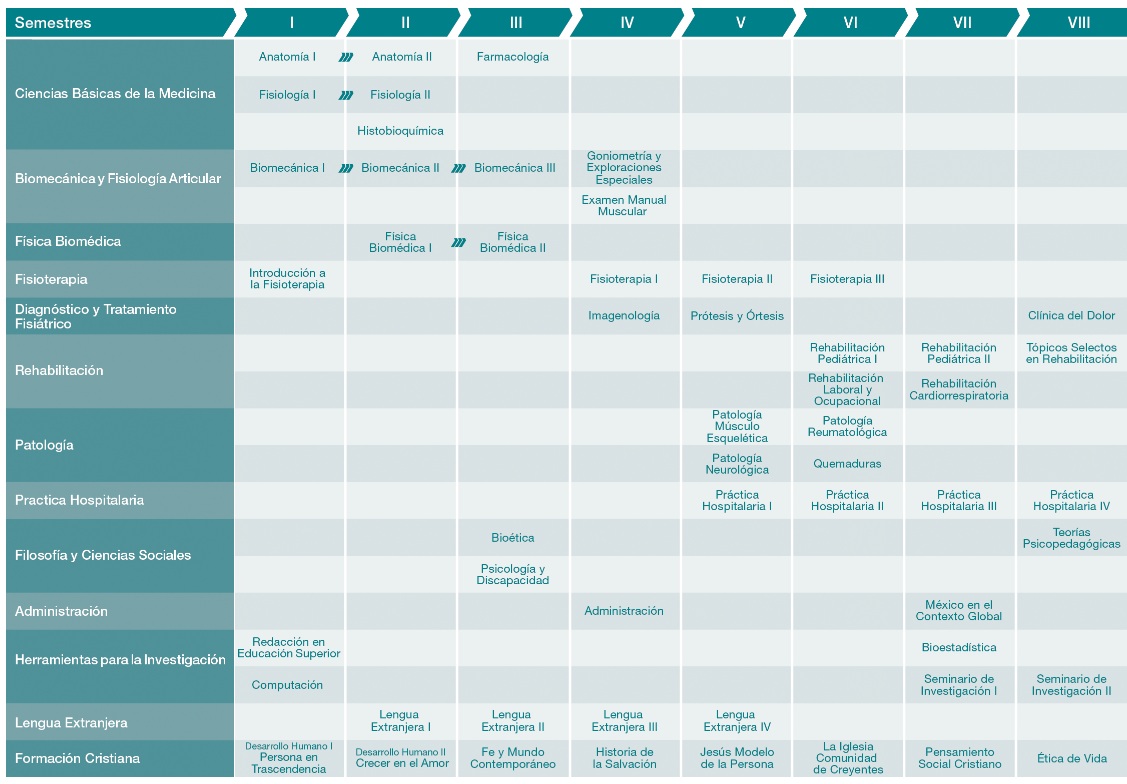 Semestres I II III IV V VI VII VIII
Ciencias Básicas de la Medicina
Anatomía I Anatomía II Farmacología
Fisiología I Fisiología II
Histobioquímica
Biomecánica y Fisiología Articular
Biomecánica I Biomecánica II Biomecánica III
Goniometría y
Exploraciones
Especiales
Examen Manual
Muscular
Física Biomédica
Física
Biomédica I
Física
Biomédica II
Fisioterapia
Introducción a
la Fisioterapia
Fisioterapia I Fisioterapia II Fisioterapia III
Diagnóstico y Tratamiento
Fisiátrico
Imagenología Prótesis y Órtesis Clínica del Dolor
Rehabilitación
Rehabilitación
Pediátrica I
Rehabilitación
Pediátrica II
Tópicos Selectos
en Rehabilitación
Rehabilitación
Laboral y
Ocupacional
Rehabilitación
Cardiorrespiratoria
Patología
Patología
Músculo
Esquelética
Patología
Reumatológica
Patología
Neurológica
Quemaduras
Practica Hospitalaria
Práctica
Hospitalaria I
Práctica
Hospitalaria II
Práctica
Hospitalaria III
Práctica
Hospitalaria IV
Filosofía y Ciencias Sociales
Bioética
Teorías
Psicopedagógicas
Psicología y
Discapacidad
Administración
Administración
México en el
Contexto Global
Herramientas para la Investigación
Redacción en
Educación Superior
Bioestadística
Computación
Seminario de
Investigación I
Seminario de
Investigación II
Lengua Extranjera
Lengua
Extranjera I
Lengua
Extranjera II
Lengua
Extranjera III
Lengua
Extranjera IV
Formación Cristiana
Desarrollo Humano I
Persona en
Trascendencia
Desarrollo Humano II
Crecer en el Amor
Fe y Mundo
Contemporáneo
Historia de
la Salvación
Jesús Modelo
de la Persona
La Iglesia
Comunidad
de Creyentes
Pensamiento
Social Cristiano
Ética de Vida